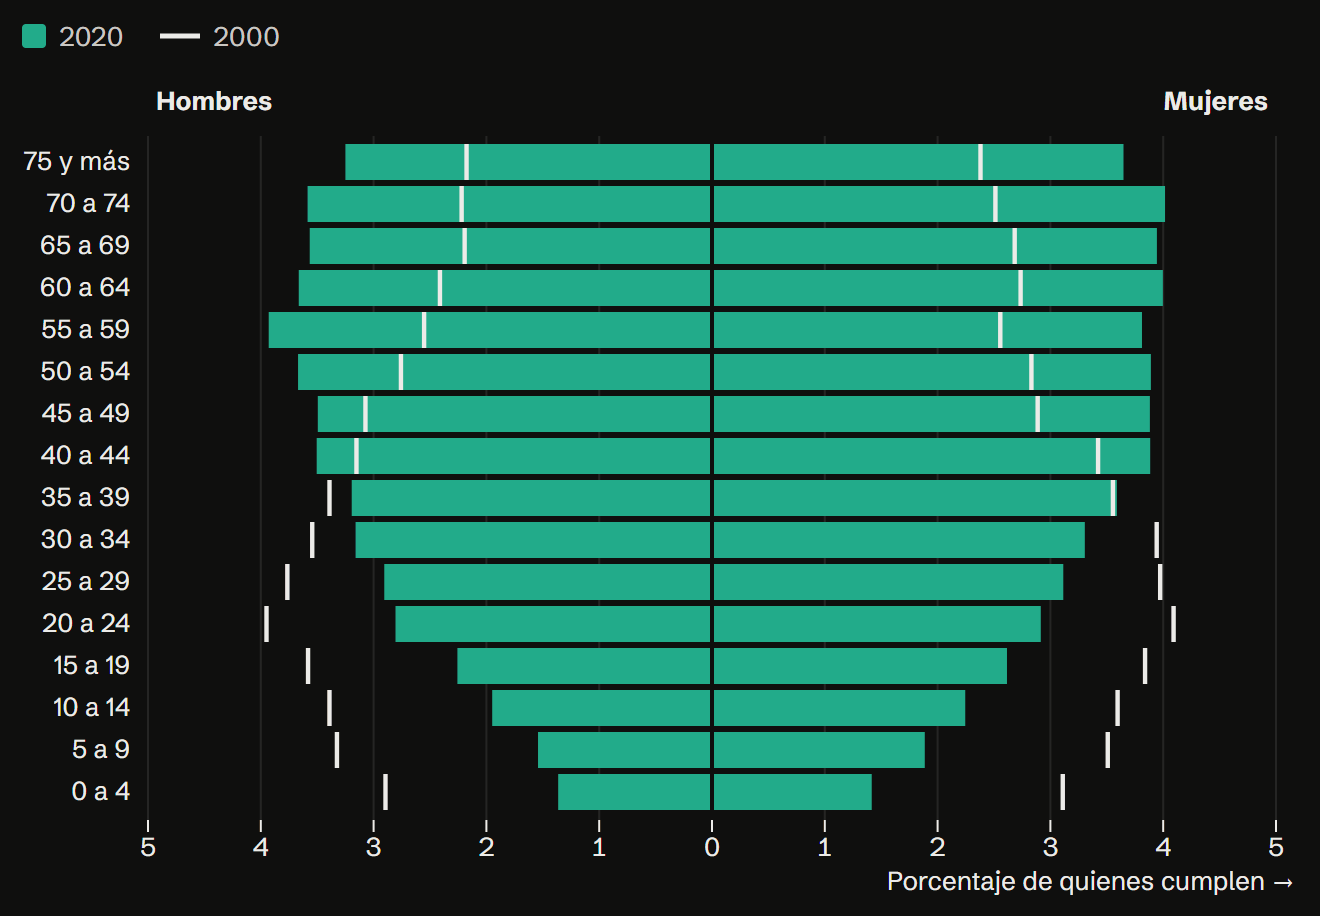 2020 2000
Hombres Mujeres
75 y más
70 a 74
65 a 69
60 a 64
55 a 59
50 a 54
45 a 49
40 a 44
35 a 39
30 a 34
25 a 29
20 a 24
15 a 19
10 a 14
5 a 9
0 a 4
5 4 3 2 1 0 1 2 3 4 5
Porcentaje de quienes cumplen →